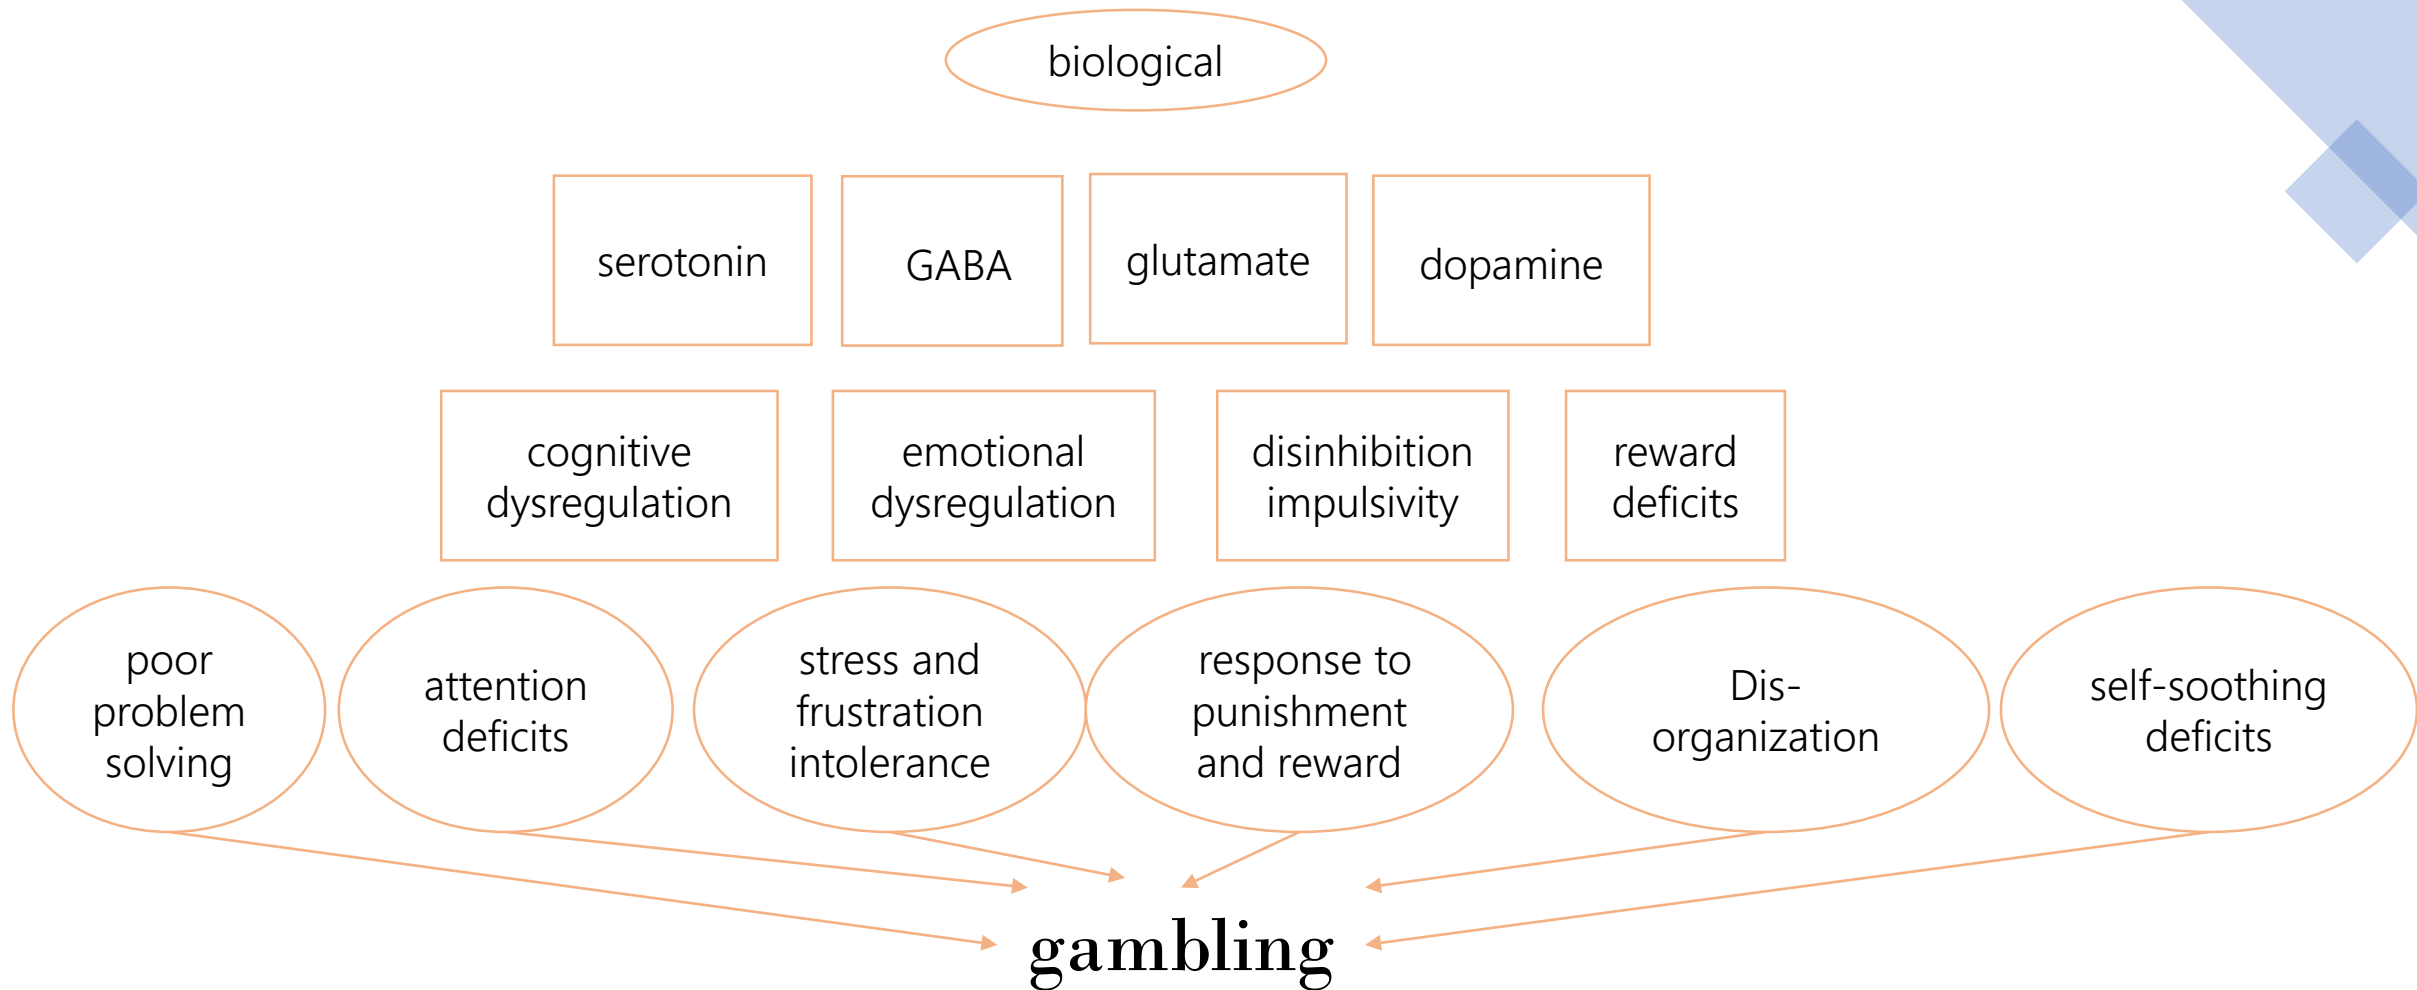 biological
serotonin
GABA
glutamate
dopamine
cognitive
dysregulation
emotional
dysregulation
disinhibition
impulsivity
reward
deficits
poor
problem
solving
attention
deficits
stress and
frustration
intolerance
response to
punishment
and reward
Dis-
organization
self-soothing
deficits
gambling